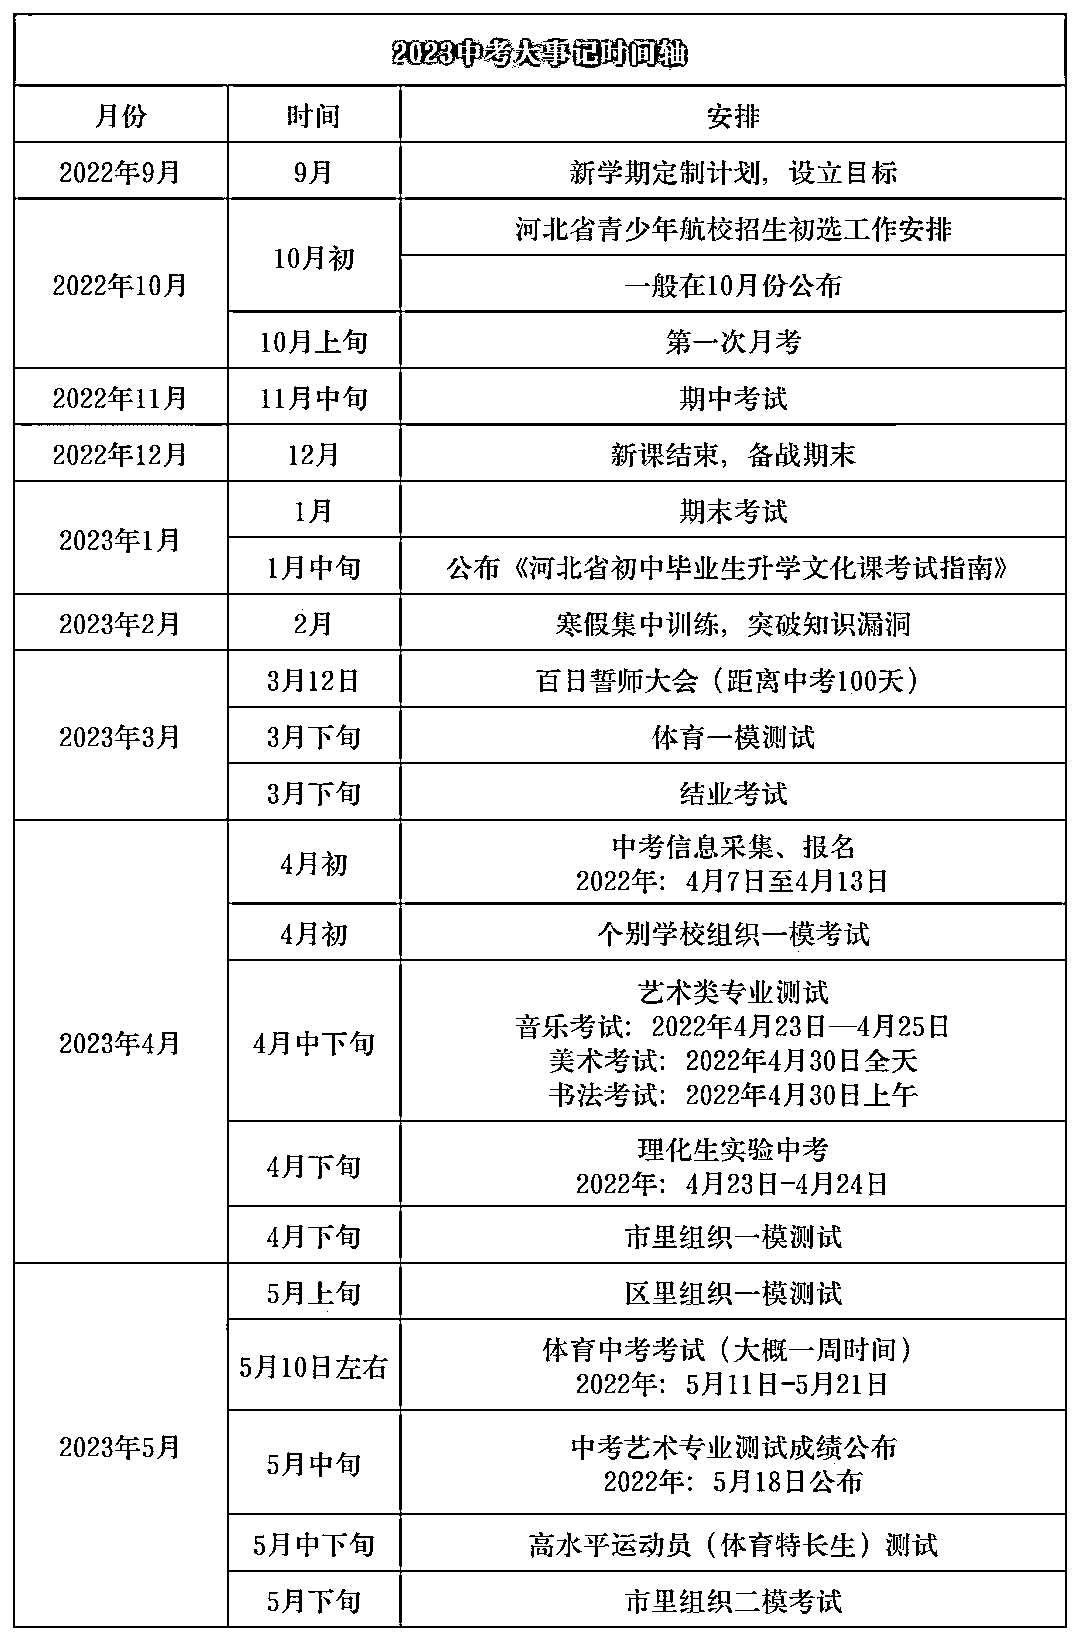 2023中考大事记时间轴
月份 时间 安排
2022年9月 9月 新学期定制计划，设立目标
2022年10月 10月初 河北省青少年航校招生初选工作安排
一般在10月份公布
10月上旬 第一次月考
2022年11月 11月中旬 期中考试
2022年12月 12月 新课结束，备战期末
2023年1月 1月 期末考试
1月中旬 公布《河北省初中毕业生升学文化课考试指南》
2023年2月 2月 寒假集中训练，突破知识漏洞
2023年3月 3月12日 百日誓师大会（距离中考100天）
3月下旬 体育一模测试
3月下旬 结业考试
2023年4月 4月初 中考信息采集、报名
2022年：4月7日至4月13日
4月初 个别学校组织一模考试
4月中下旬 艺术类专业测试
音乐考试：2022年4月23日—4月25日
美术考试：2022年4月30日全天
书法考试：2022年4月30日上午
4月下旬 理化生实验中考
2022年：4月23日-4月24日
4月下旬 市里组织一模测试
2023年5月 5月上旬 区里组织一模测试
5月10日左右 体育中考考试（大概一周时间）
2022年：5月11日-5月21日
5月中旬 中考艺术专业测试成绩公布
2022年：5月18日公布
5月中下旬 高水平运动员（体育特长生）测试
5月下旬 市里组织二模考试